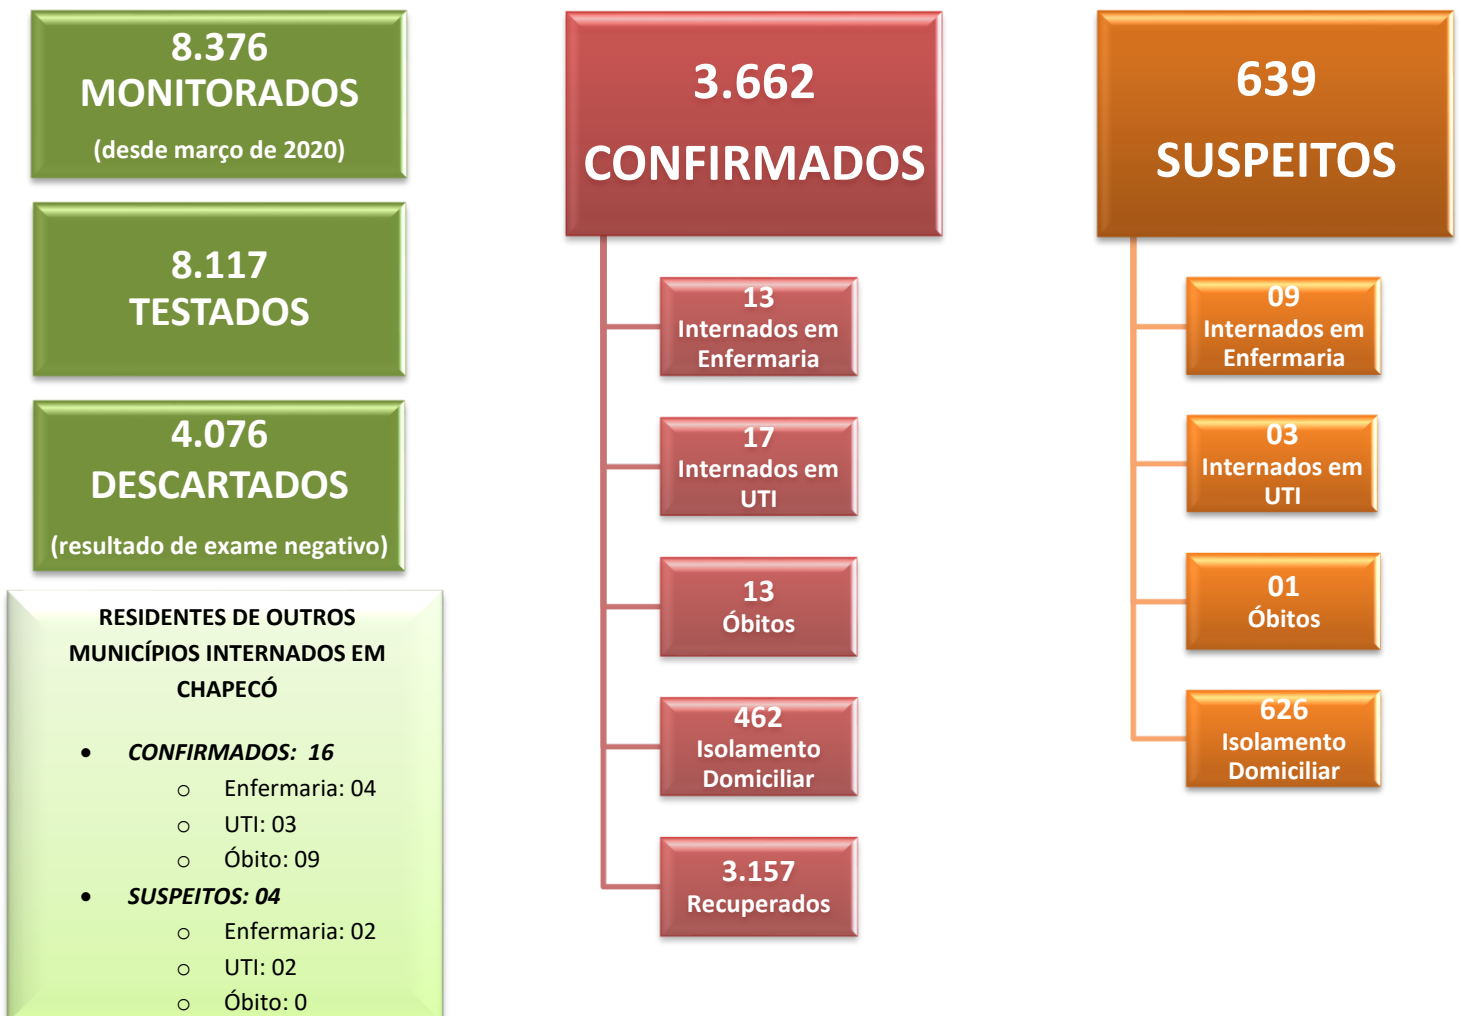 8.376
MONITORADOS
(desde março de 2020)
8.117
TESTADOS
4.076
DESCARTADOS
(resultado de exame negativo)
RESIDENTES DE OUTROS
MUNICÍPIOS INTERNADOS EM
CHAPECÓ
• CONFIRMADOS: 16
o Enfermaria: 04
o UTI: 03
o Óbito: 09
• SUSPEITOS: 04
o Enfermaria: 02
o UTI: 02
o Óbito: 0
3.662
CONFIRMADOS
13
Internados em
Enfermaria
17
Internados em
UTI
13
Óbitos
462
Isolamento
Domiciliar
3.157
Recuperados
639
SUSPEITOS
09
Internados em
Enfermaria
03
Internados em
UTI
01
Óbitos
626
Isolamento
Domiciliar